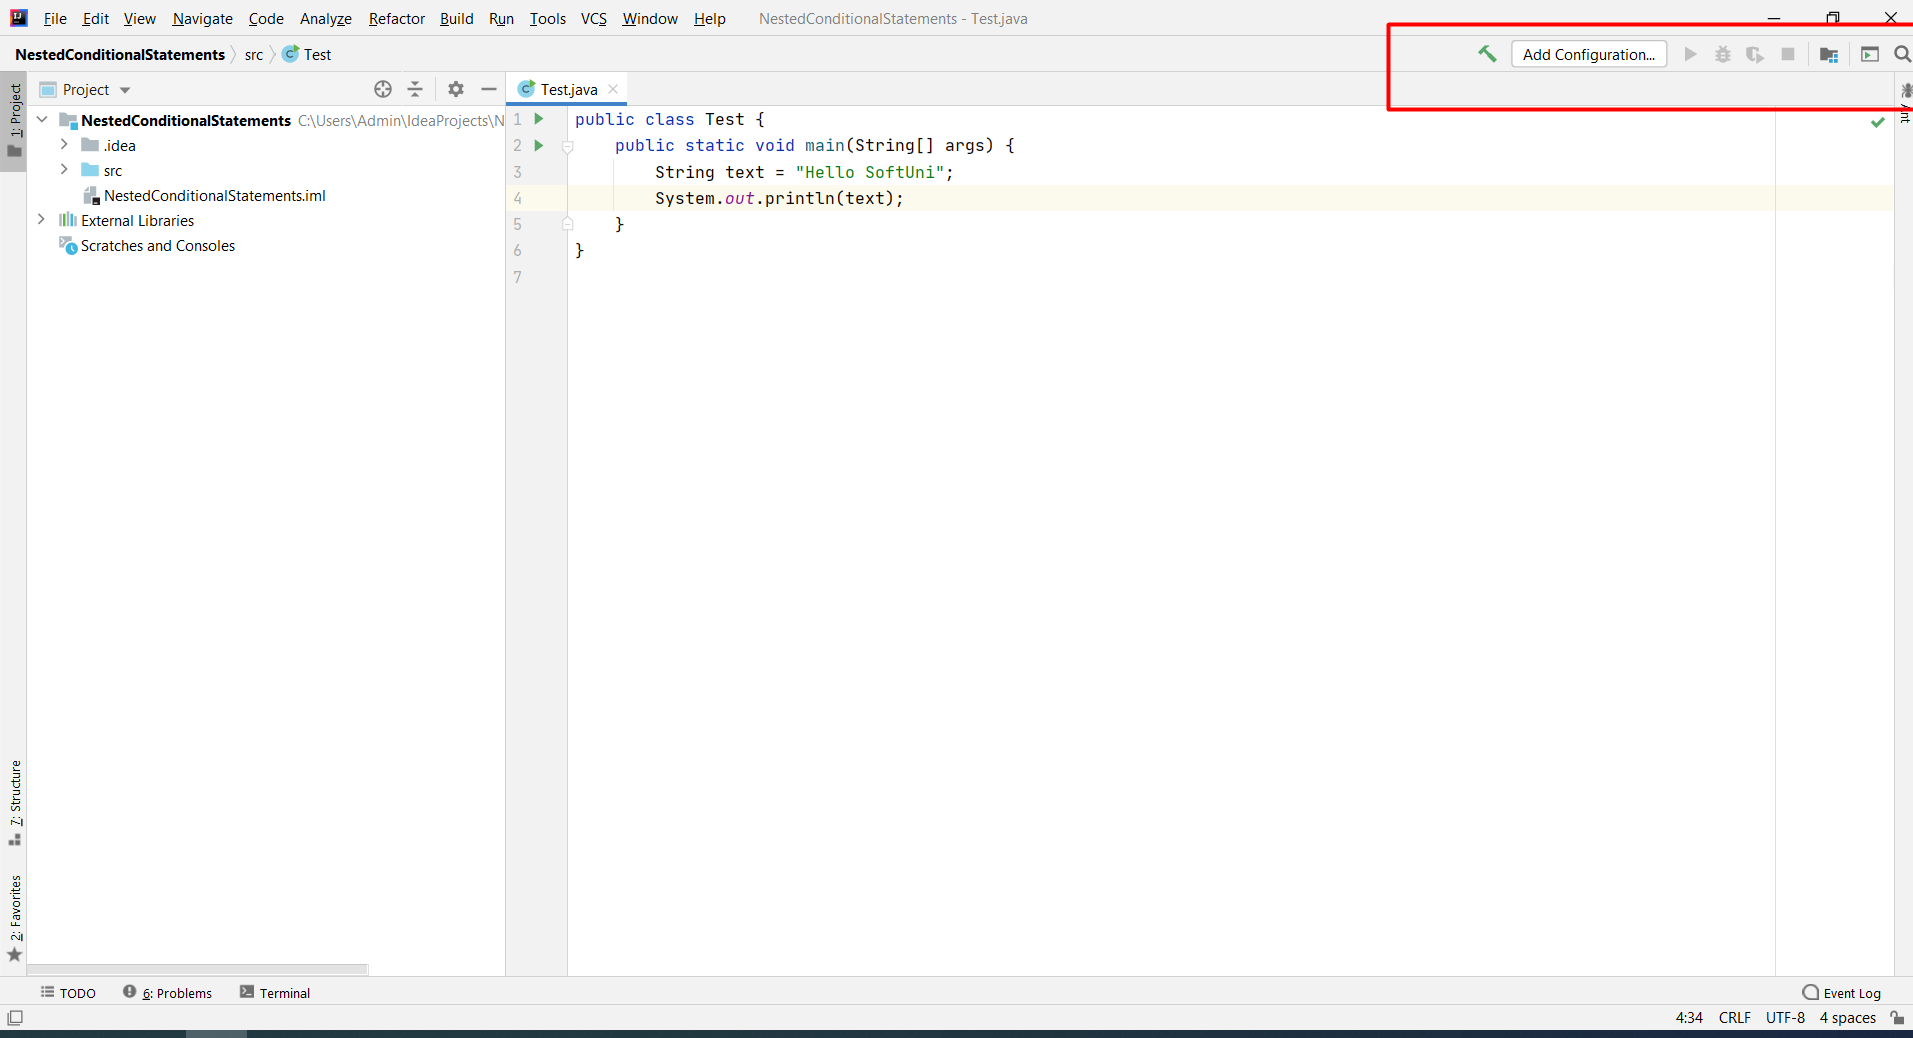 File Edit View Navigate Code Analyze Refactor Build Run Tools VCS Window Help NestedConditionalStatements - Test.java
NestedConditionalStatements src Test Add Configuration...
1: Project
Project
Test.java
NestedConditionalStatements C:\Users\Admin\IdeaProjects\N
.idea
src
NestedConditionalStatements.iml
External Libraries
Scratches and Consoles
1 public class Test {
2 public static void main(String[] args) {
3 String text = "Hello SoftUni";
4 System.out.println(text);
5 }
6 }
7
7: Structure
2: Favorites
TODO 6: Problems Terminal Event Log
4:34 CRLF UTF-8 4 spaces